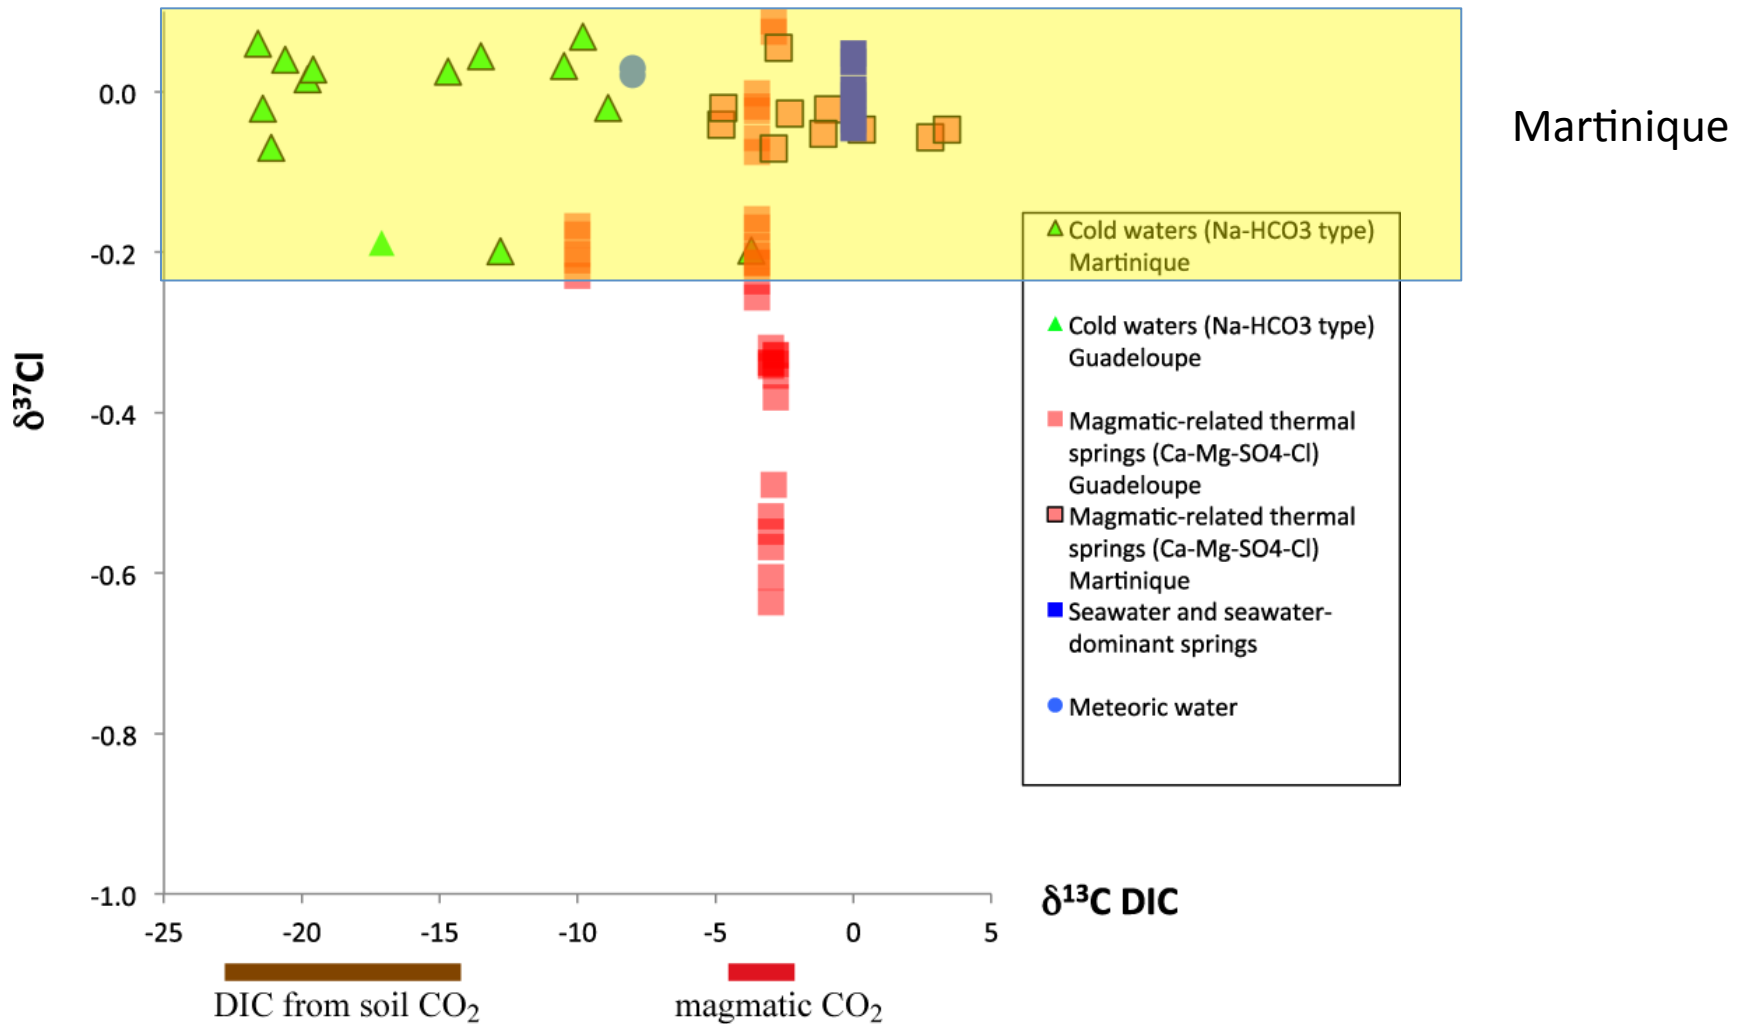 Martinique
0.0
-0.2
-0.4
-0.6
-0.8
-1.0
δ³⁷Cl
Cold waters (Na-HCO3 type)
Martinique
Cold waters (Na-HCO3 type)
Guadeloupe
Magmatic-related thermal
springs (Ca-Mg-SO4-Cl)
Guadeloupe
Magmatic-related thermal
springs (Ca-Mg-SO4-Cl)
Martinique
Seawater and seawater-
dominant springs
Meteoric water
δ¹³C DIC
-25 -20 -15 -10 -5 0 5
DIC from soil CO₂
magmatic CO₂